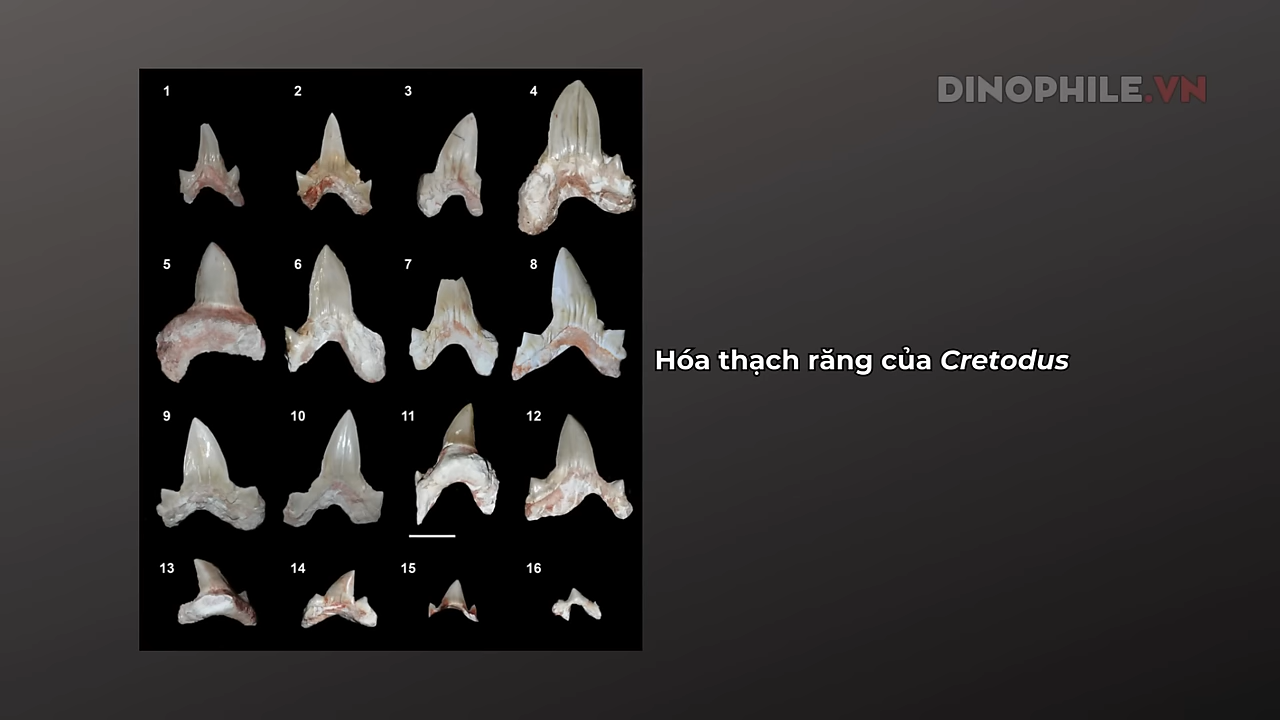 DINOPHILE.VN
1 2 3 4
5 6 7 8
Hóa thạch răng của Cretodus
9 10 11 12
13 14 15 16